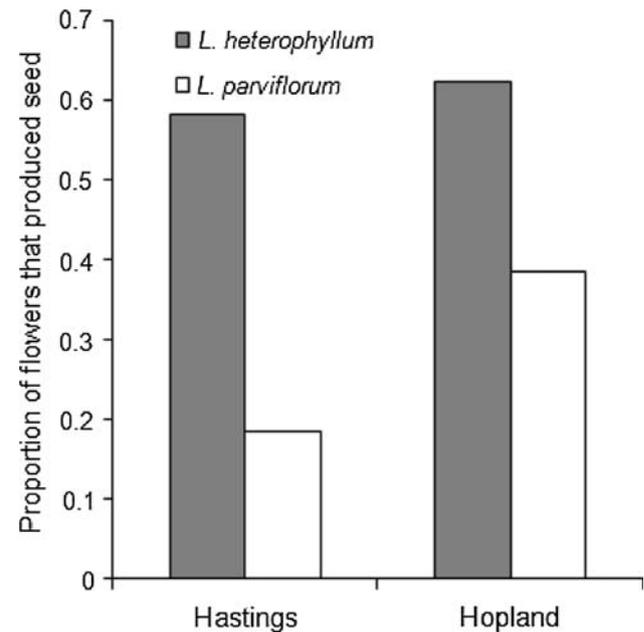 Proportion of flowers that produced seed
0.7
0.6
0.5
0.4
0.3
0.2
0.1
0
L. heterophyllum
L. parviflorum
Hastings
Hopland